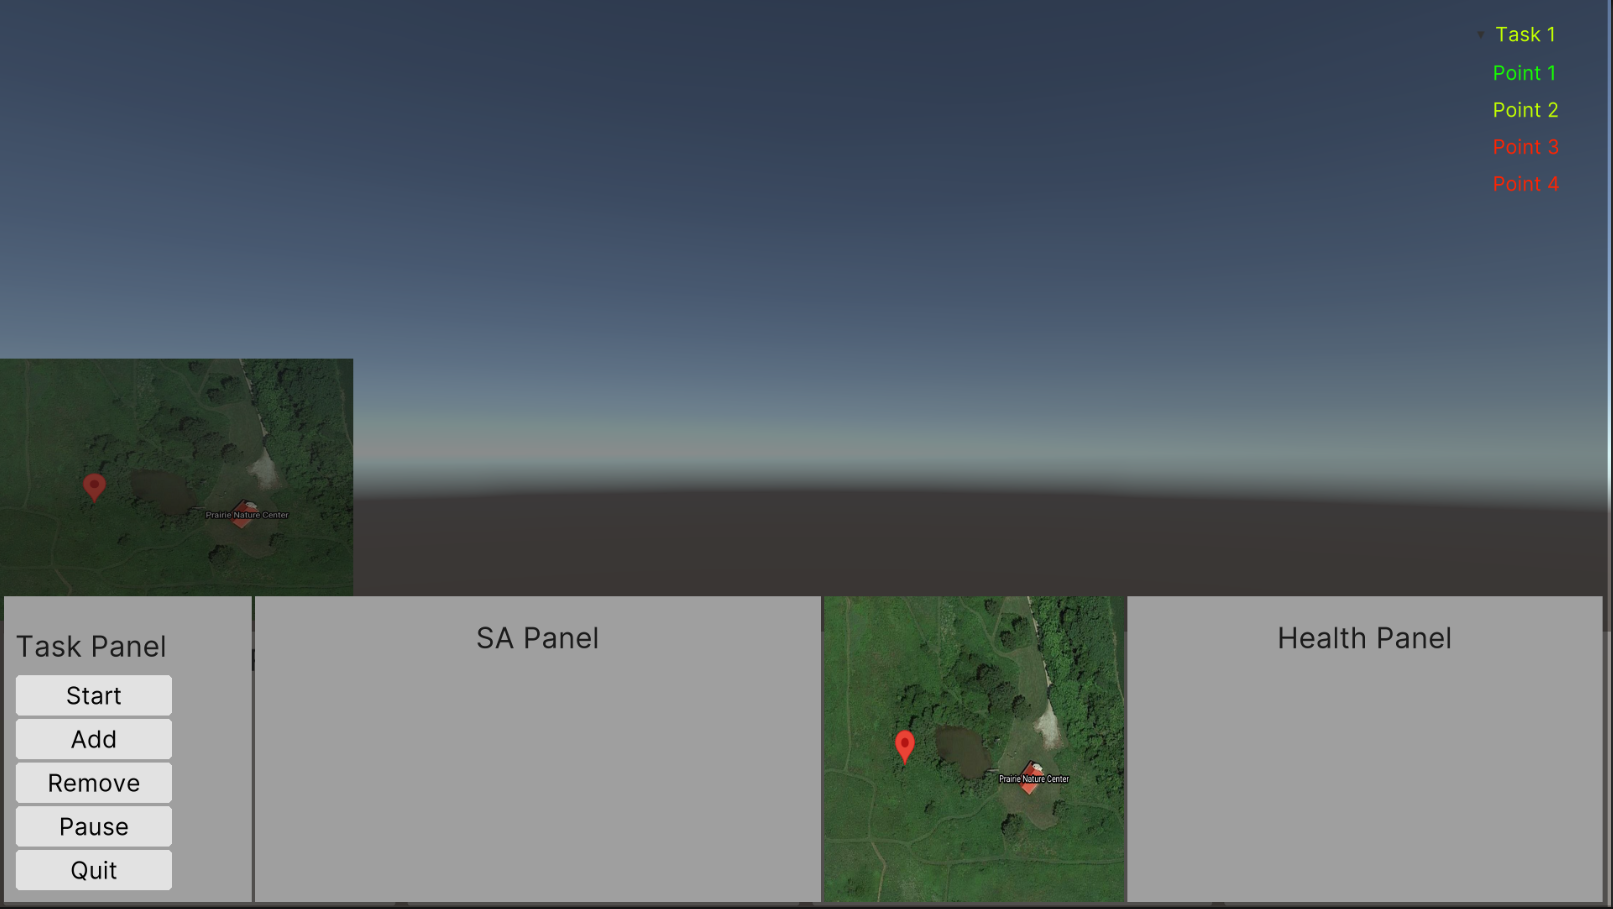 Task 1
Point 1
Point 2
Point 3
Point 4
Prairie Nature Center
Task Panel
Start
Add
Remove
Pause
Quit
SA Panel
Prairie Nature Center
Health Panel